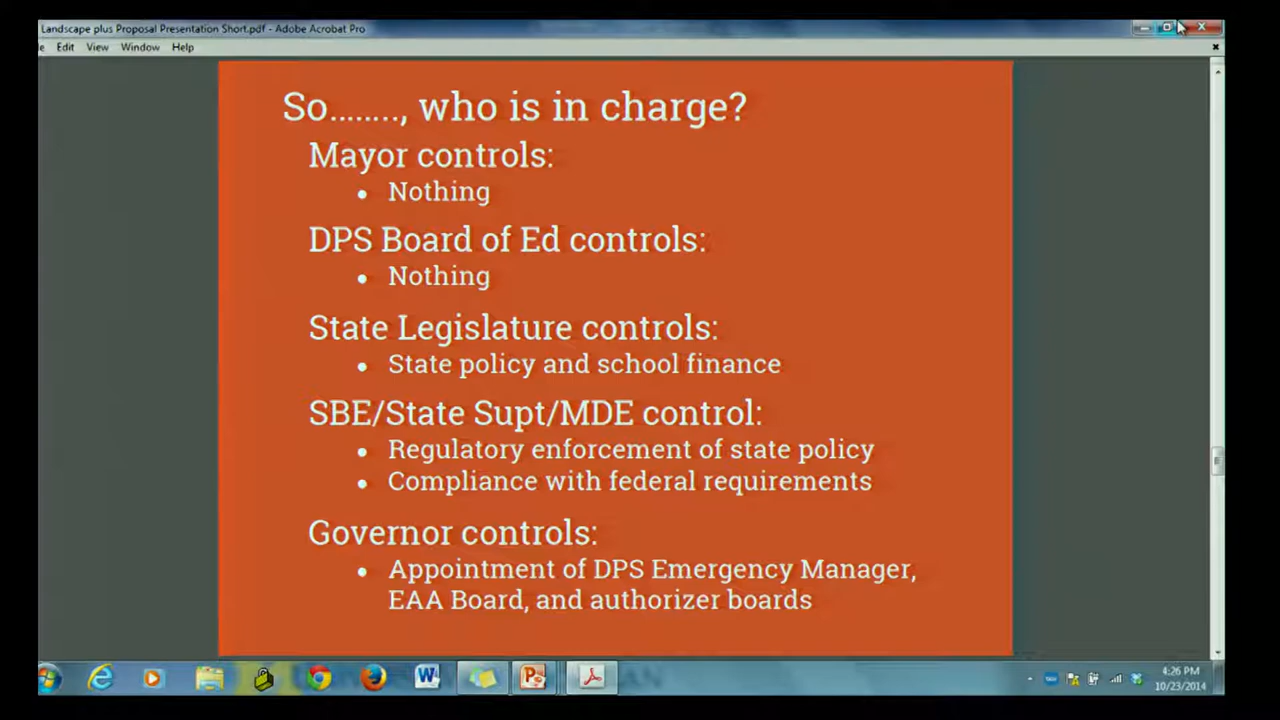 Landscape plus Proposal Presentation Short.pdf - Adobe Acrobat Pro
Edit View Window Help
So........, who is in charge?
Mayor controls:
• Nothing
DPS Board of Ed controls:
• Nothing
State Legislature controls:
• State policy and school finance
SBE/State Supt/MDE control:
• Regulatory enforcement of state policy
• Compliance with federal requirements
Governor controls:
• Appointment of DPS Emergency Manager,
EAA Board, and authorizer boards
4:26 PM
10/23/2014